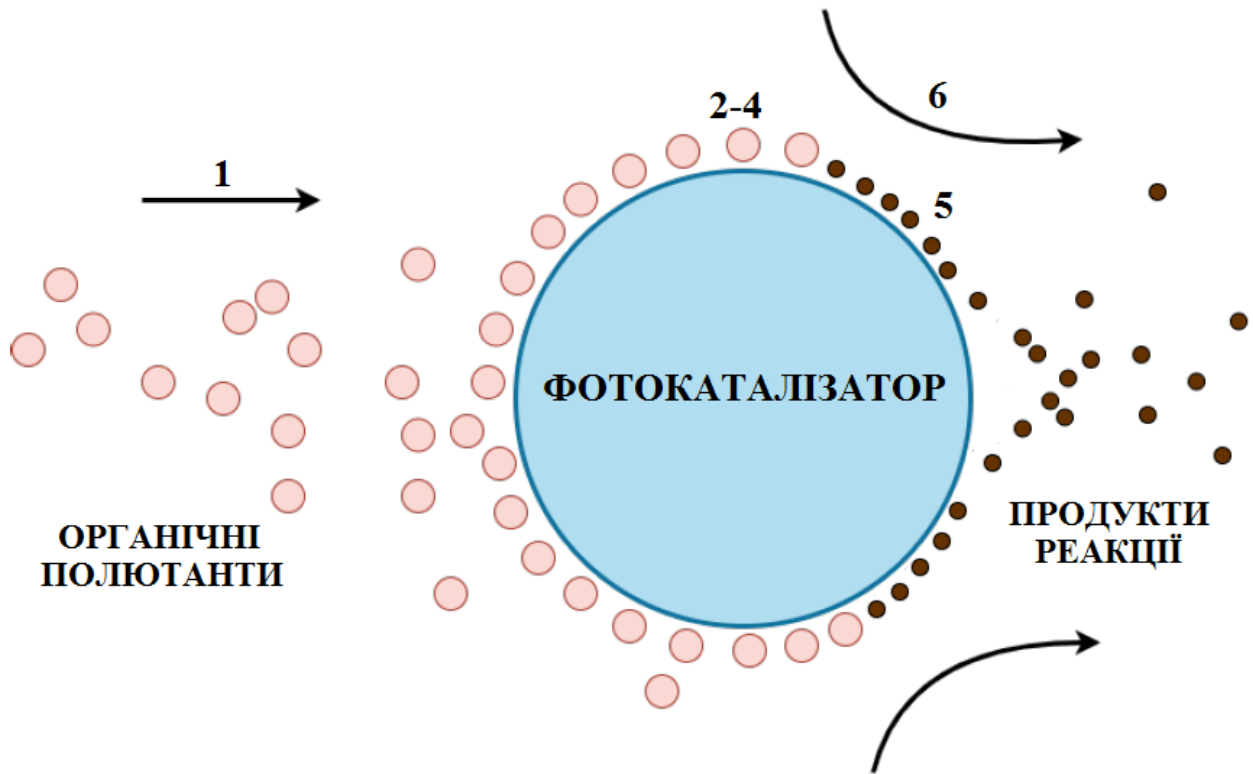 6
2-4
1
5
ФОТОКАТАЛІЗАТОР
ОРГАНІЧНІ
ПОЛЮТАНТИ
ПРОДУКТИ
РЕАКЦІЇ